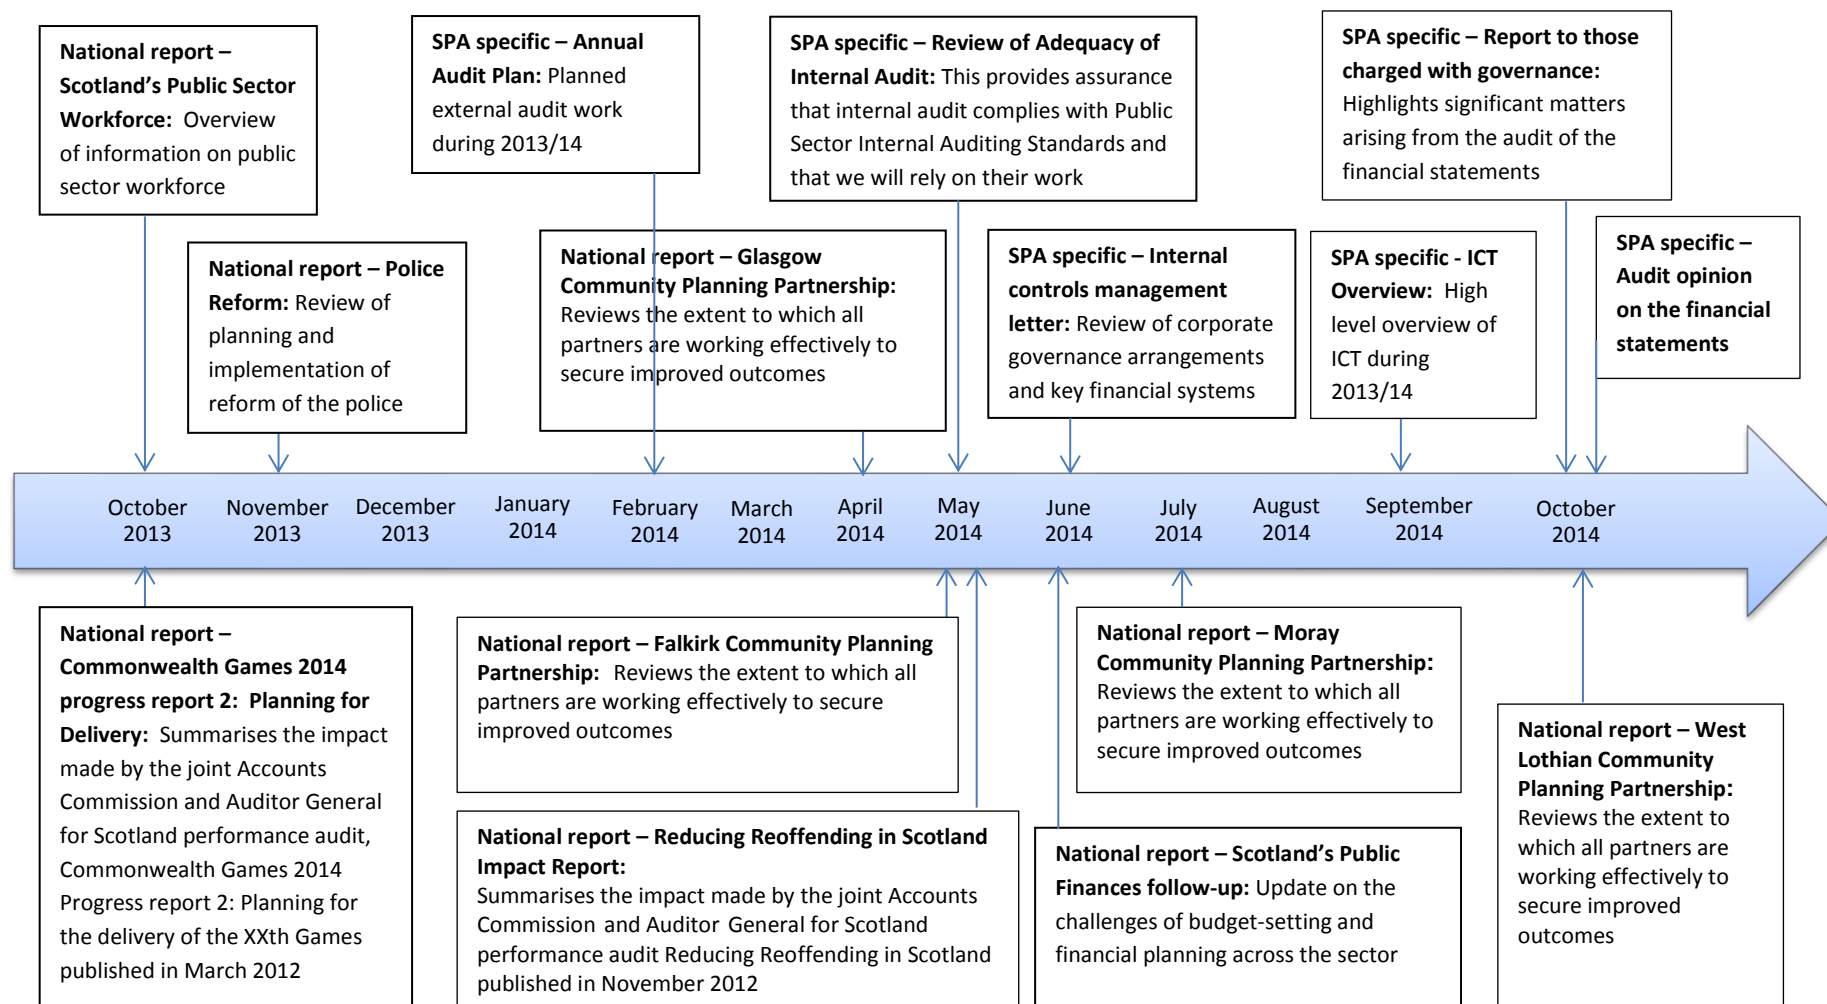 National report –
Scotland’s Public Sector
Workforce: Overview
of information on public
sector workforce
SPA specific – Annual
Audit Plan: Planned
external audit work
during 2013/14
SPA specific – Review of Adequacy of
Internal Audit: This provides assurance
that internal audit complies with Public
Sector Internal Auditing Standards and
that we will rely on their work
SPA specific – Report to those
charged with governance:
Highlights significant matters
arising from the audit of the
financial statements
National report – Police
Reform: Review of
planning and
implementation of
reform of the police
National report – Glasgow
Community Planning Partnership:
Reviews the extent to which all
partners are working effectively to
secure improved outcomes
SPA specific – Internal
controls management
letter: Review of corporate
governance arrangements
and key financial systems
SPA specific - ICT
Overview: High
level overview of
ICT during
2013/14
SPA specific –
Audit opinion
on the financial
statements
October
2013
November
2013
December
2013
January
2014
February
2014
March
2014
April
2014
May
2014
June
2014
July
2014
August
2014
September
2014
October
2014
National report –
Commonwealth Games 2014
progress report 2: Planning for
Delivery: Summarises the impact
made by the joint Accounts
Commission and Auditor General
for Scotland performance audit,
Commonwealth Games 2014
Progress report 2: Planning for
the delivery of the XXth Games
published in March 2012
National report – Falkirk Community Planning
Partnership: Reviews the extent to which all
partners are working effectively to secure
improved outcomes
National report – Reducing Reoffending in Scotland
Impact Report:
Summarises the impact made by the joint Accounts
Commission and Auditor General for Scotland
performance audit Reducing Reoffending in Scotland
published in November 2012
National report – Moray
Community Planning Partnership:
Reviews the extent to which all
partners are working effectively to
secure improved outcomes
National report – Scotland’s Public
Finances follow-up: Update on the
challenges of budget-setting and
financial planning across the sector
National report – West
Lothian Community
Planning Partnership:
Reviews the extent to
which all partners are
working effectively to
secure improved
outcomes